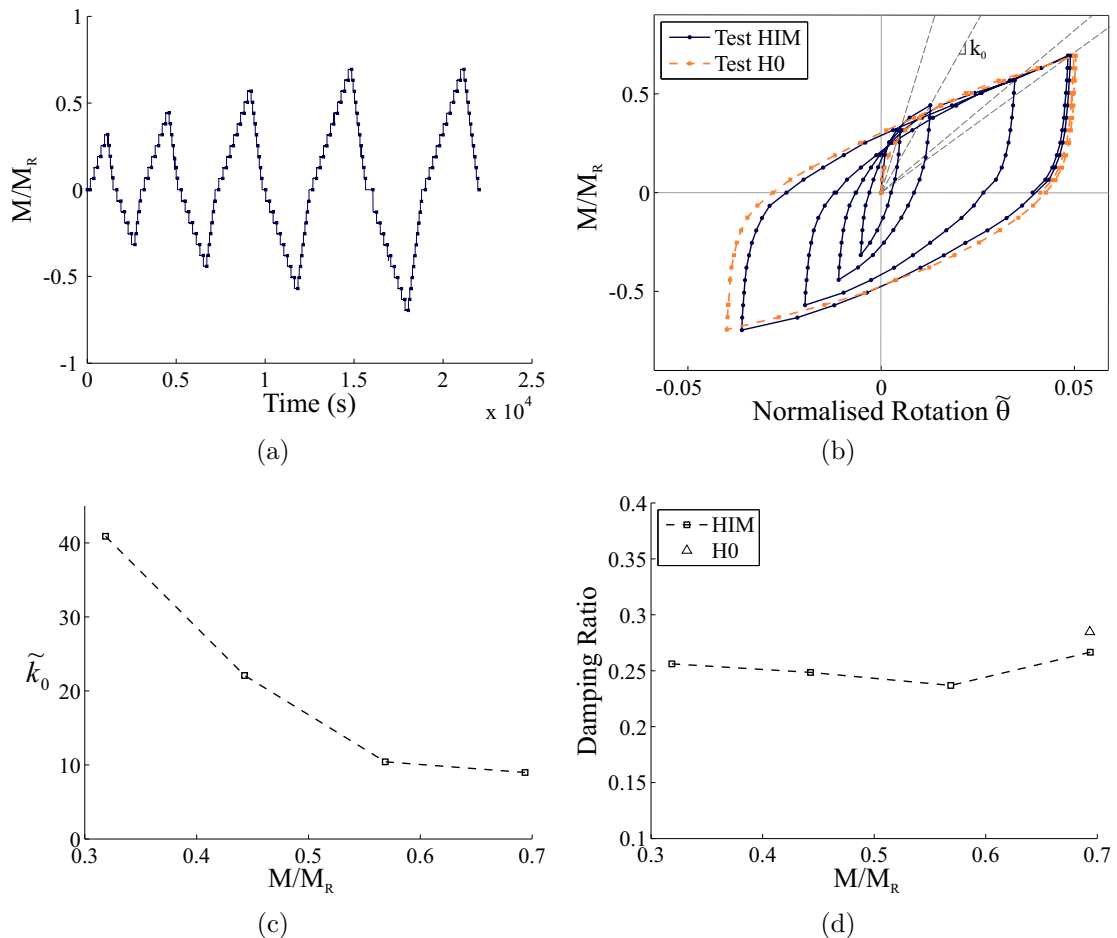 1
0.5
0
-0.5
-1
M/M_R
0 0.5 1 1.5 2 2.5
Time (s)
x 10^4
(a)
Test HIM
Test H0
k_0
0.5
0
-0.5
M/M_R
-0.05 0 0.05
Normalised Rotation θ̃
(b)
40
30
20
10
0
k̃_0
0.3 0.4 0.5 0.6 0.7
M/M_R
(c)
HIM
H0
0.4
0.35
0.3
0.25
0.2
0.15
0.1
Damping Ratio
0.3 0.4 0.5 0.6 0.7
M/M_R
(d)